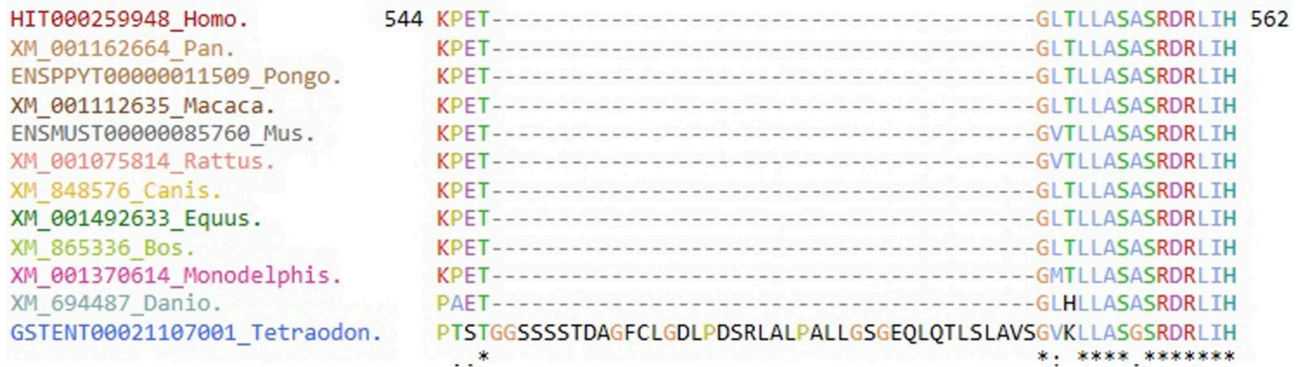 HIT000259948_Homo. 544 KPET-----------------------------------------GLTLLASASRDRLIH 562
XM_001162664_Pan. KPET-----------------------------------------GLTLLASASRDRLIH
ENSPPYT00000011509_Pongo. KPET-----------------------------------------GLTLLASASRDRLIH
XM_001112635_Macaca. KPET-----------------------------------------GLTLLASASRDRLIH
ENSMUST00000085760_Mus. KPET-----------------------------------------GVTLLASASRDRLIH
XM_001075814_Rattus. KPET-----------------------------------------GVTLLASASRDRLIH
XM_848576_Canis. KPET-----------------------------------------GLTLLASASRDRLIH
XM_001492633_Equus. KPET-----------------------------------------GLTLLASASRDRLIH
XM_865336_Bos. KPET-----------------------------------------GLTLLASASRDRLIH
XM_001370614_Monodelphis. KPET-----------------------------------------GMTLLASASRDRLIH
XM_694487_Danio. PAET-----------------------------------------GLHLLASASRDRLIH
GSTENT00021107001_Tetraodon. PTSTGGSSSSTDAGFCLGDLPDSRLALPALLGSGEQLQTLSLAVSGVKLLASGSRDRLIH
..*                                         *: ****.*******